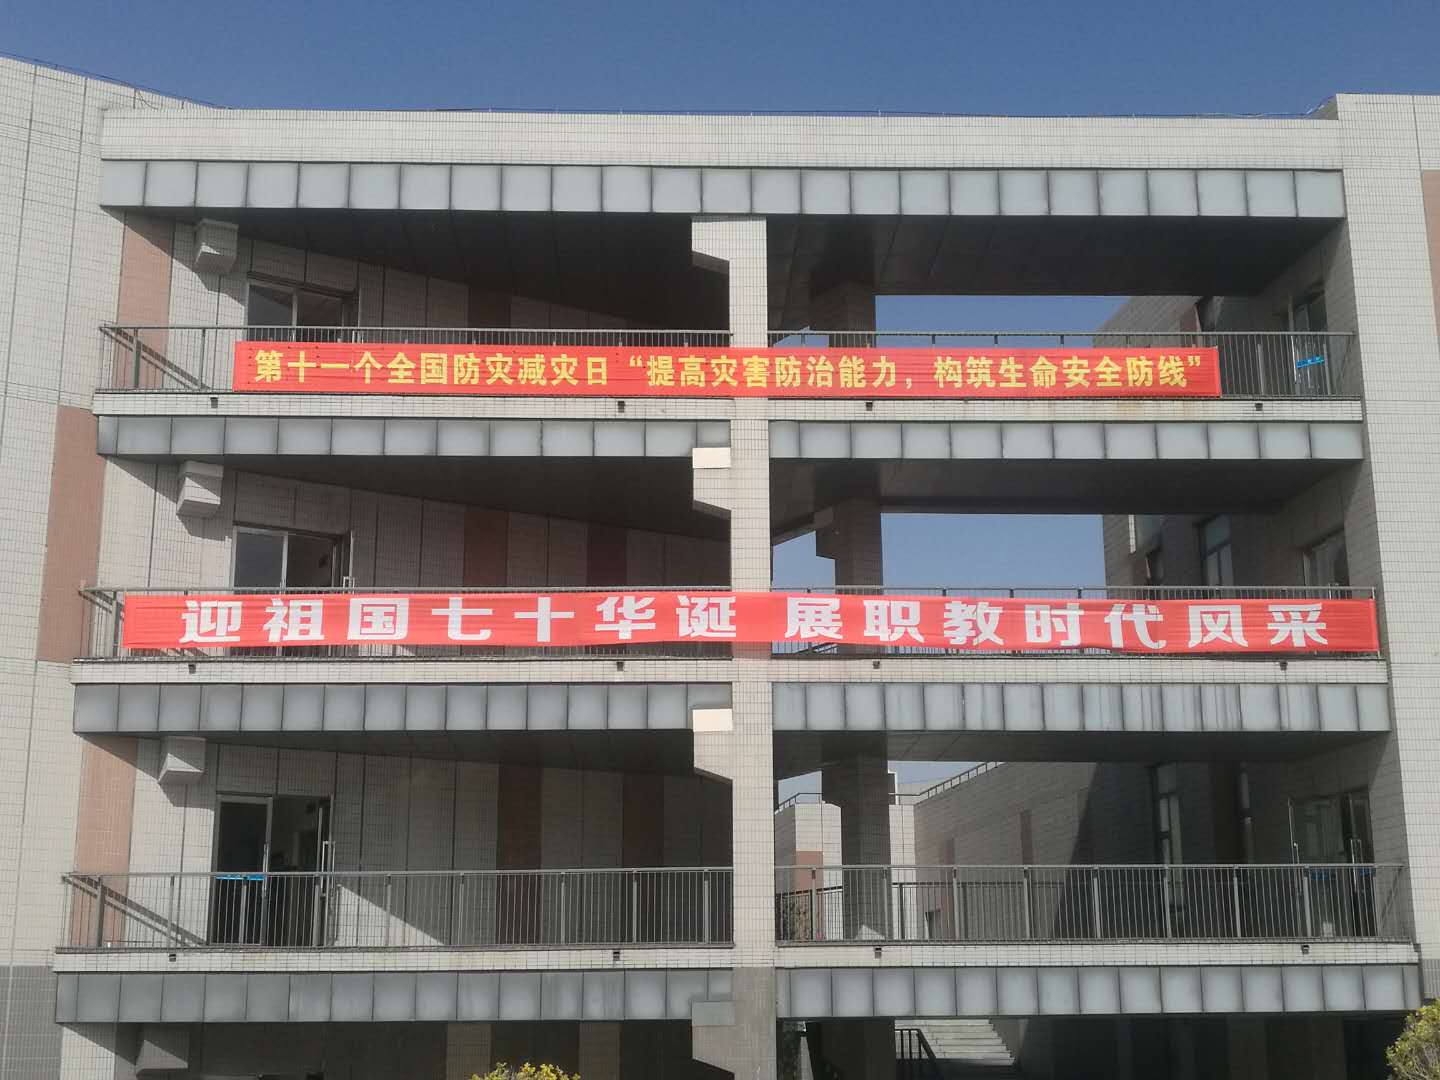 第十一个全国防灾减灾日“提高灾害防治能力，构筑生命安全防线”
迎祖国七十华诞 展职教时代风采